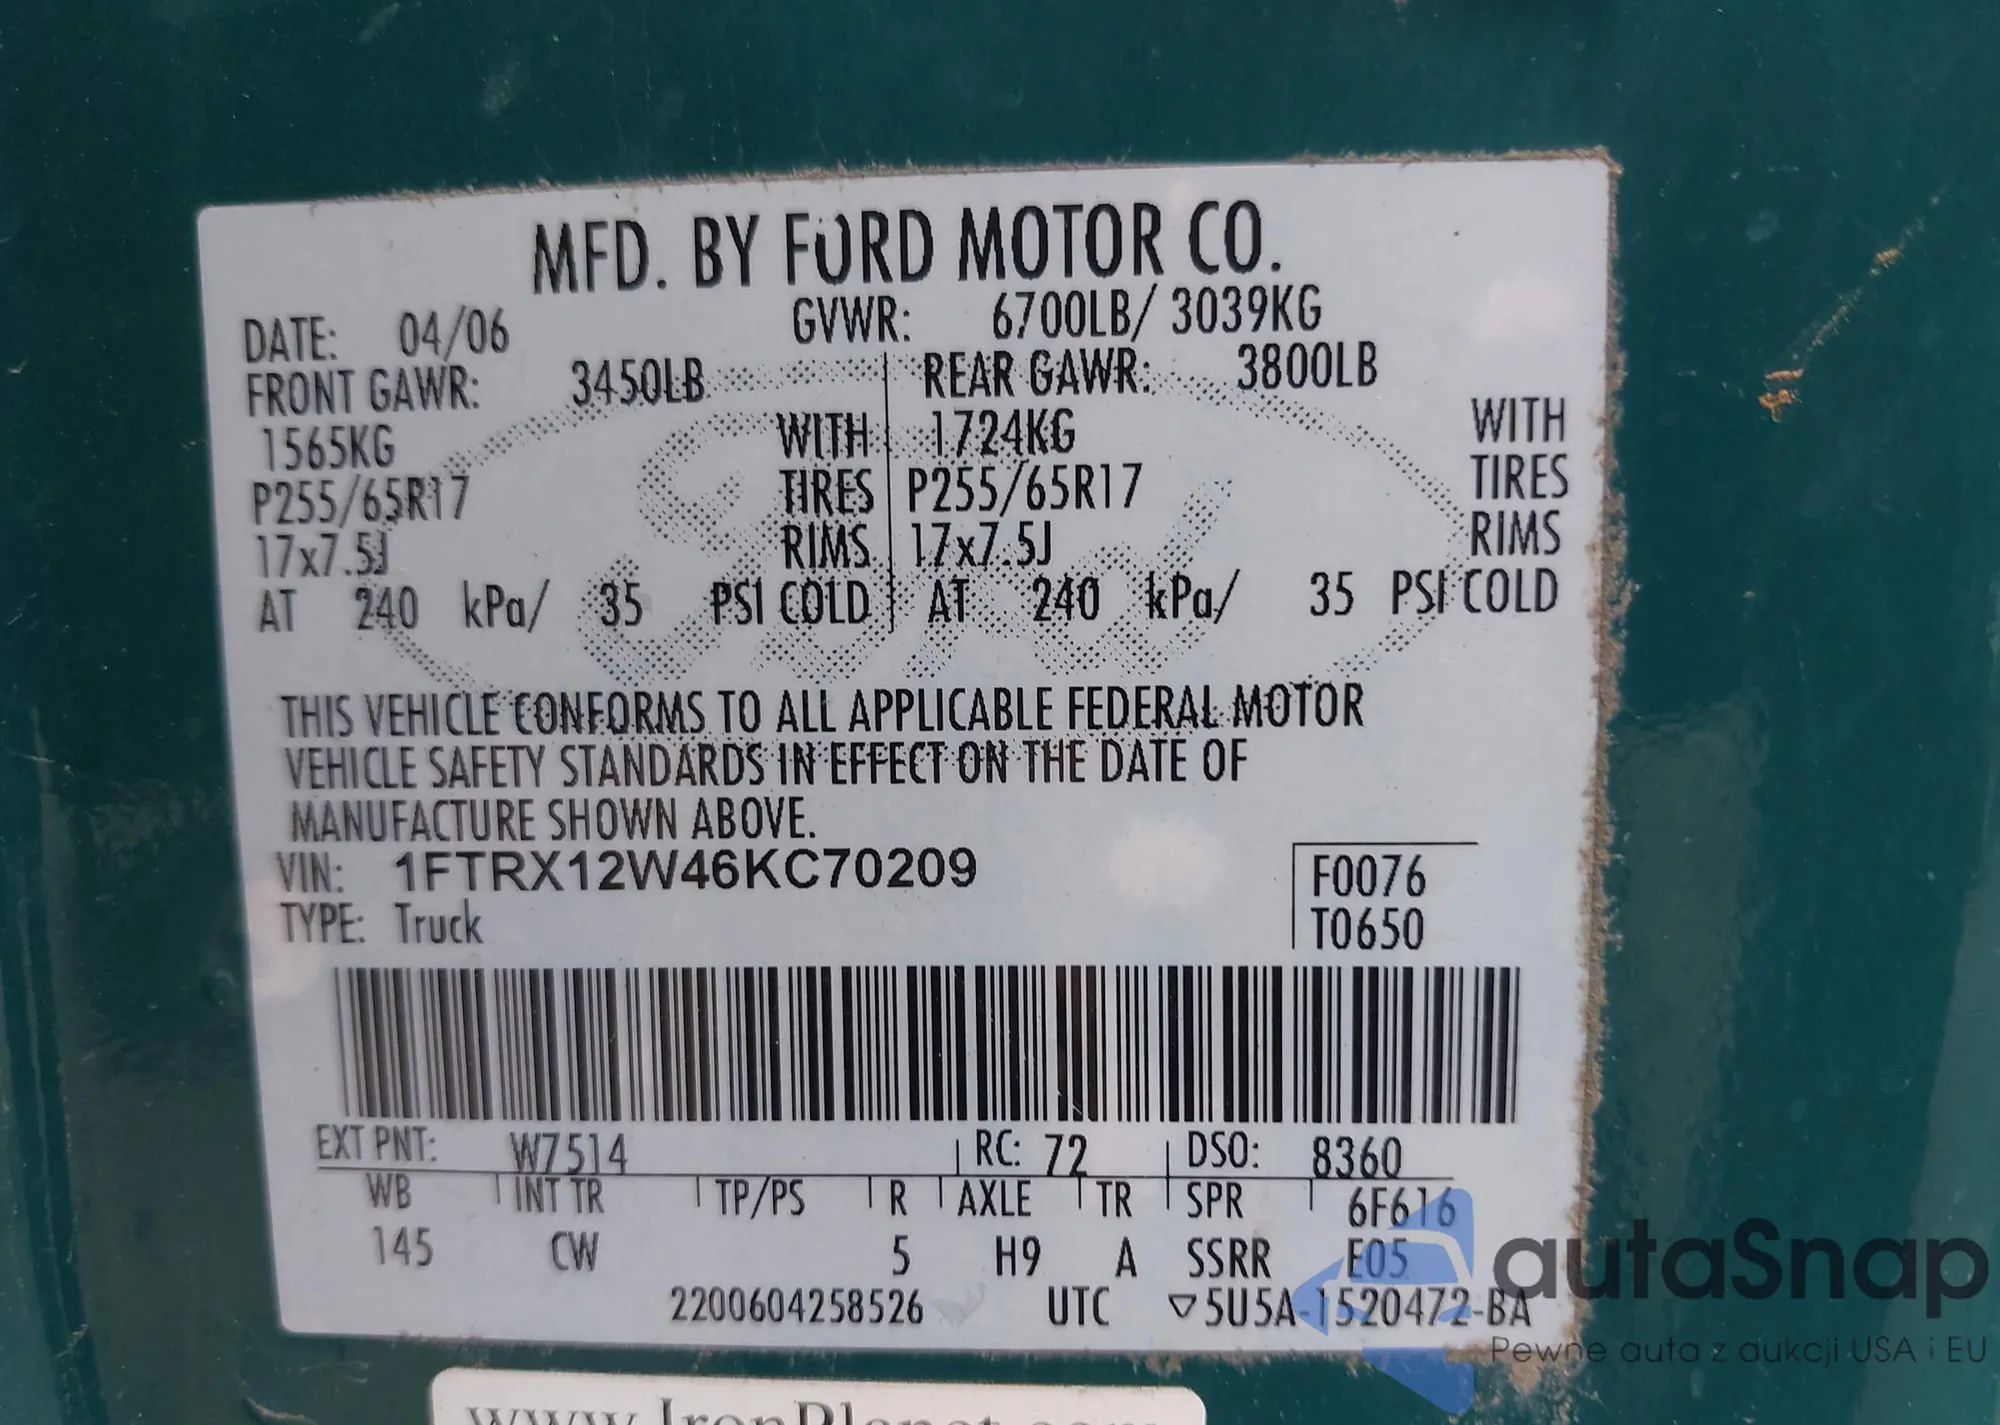 MFD. BY FORD MOTOR CO.
DATE: 04/06 GVWR: 6700LB/ 3039KG
FRONT GAWR: 3450LB REAR GAWR: 3800LB
1565KG WITH 1724KG WITH
P255/65R17 TIRES P255/65R17 TIRES
17x7.5J RIMS 17x7.5J RIMS
AT 240 kPa/ 35 PSI COLD AT 240 kPa/ 35 PSI COLD
THIS VEHICLE CONFORMS TO ALL APPLICABLE FEDERAL MOTOR
VEHICLE SAFETY STANDARDS IN EFFECT ON THE DATE OF
MANUFACTURE SHOWN ABOVE.
VIN: 1FTRX12W46KC70209 F0076
TYPE: Truck T0650
EXT PNT: W7514 RC: 72 DSO: 8360
WB INT TR TP/PS R AXLE TR SPR 6F616
145 CW 5 H9 A SSRR E05
2200604258526 UTC ▽5U5A-1520472-BA
autaSnap
Pewne auta z aukcji USA i EU
www.IronPlanet.com